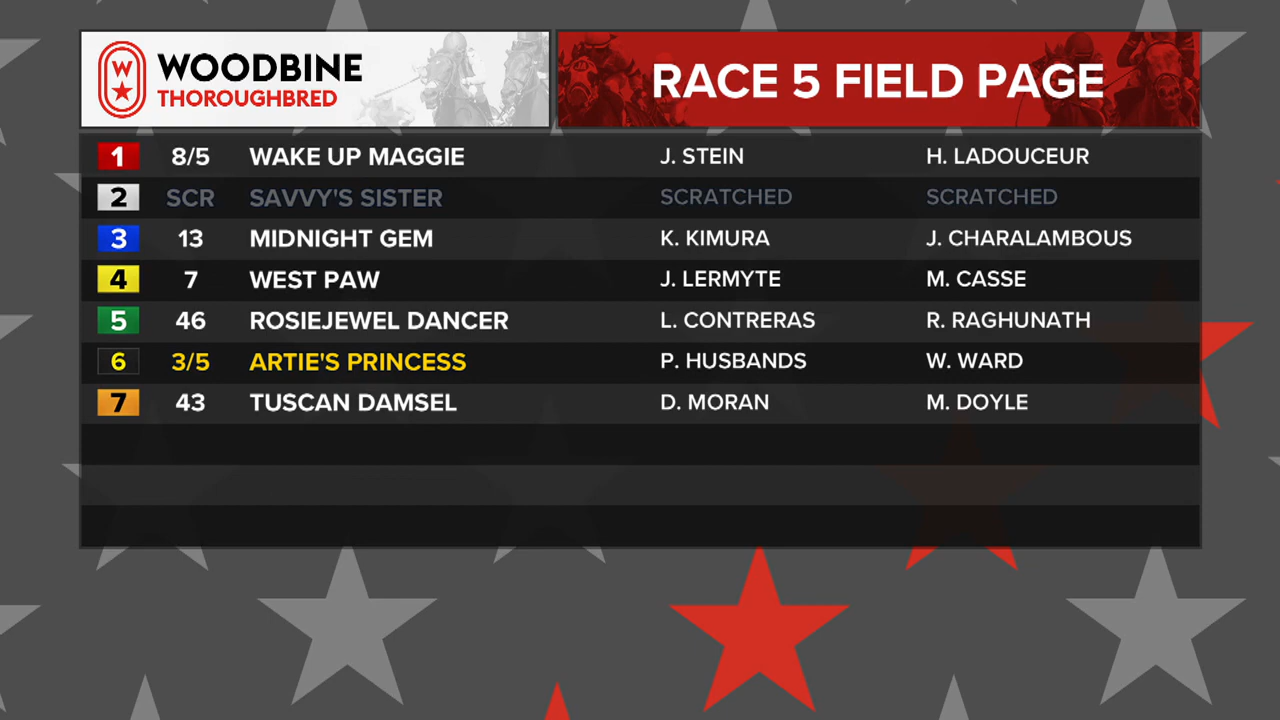 W
WOODBINE
THOROUGHBRED
RACE 5 FIELD PAGE
1 8/5 WAKE UP MAGGIE J. STEIN H. LADOUCEUR
2 SCR SAVVY'S SISTER SCRATCHED SCRATCHED
3 13 MIDNIGHT GEM K. KIMURA J. CHARALAMBOUS
4 7 WEST PAW J. LERMYTE M. CASSE
5 46 ROSIEJEWEL DANCER L. CONTRERAS R. RAGHUNATH
6 3/5 ARTIE'S PRINCESS P. HUSBANDS W. WARD
7 43 TUSCAN DAMSEL D. MORAN M. DOYLE